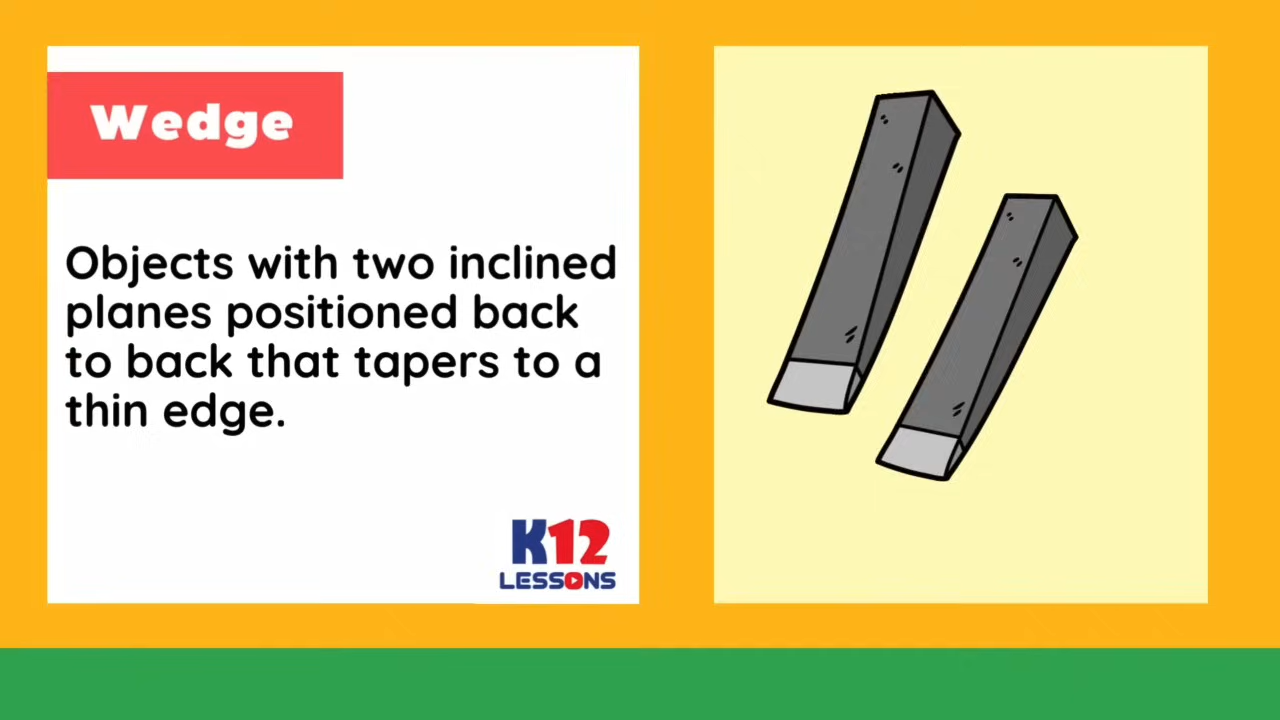 Wedge
Objects with two inclined
planes positioned back
to back that tapers to a
thin edge.
K12
LESSONS